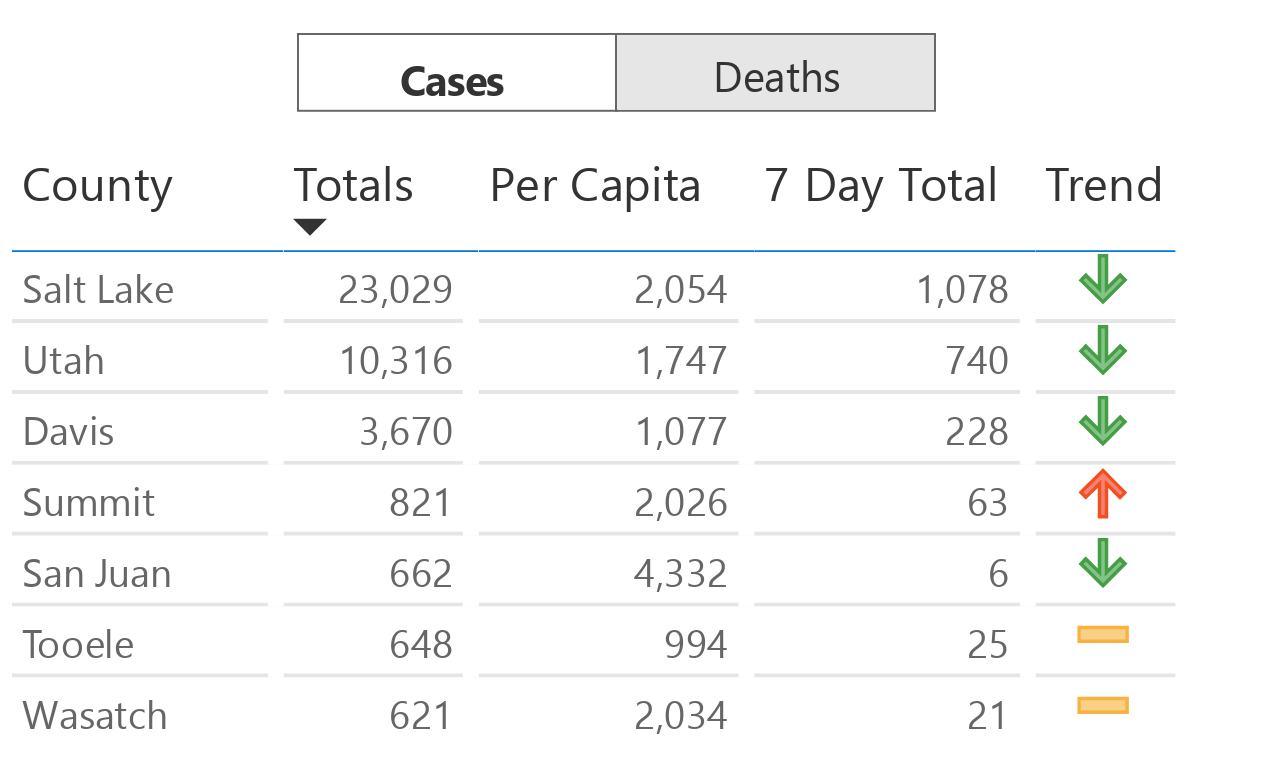 Cases Deaths
County Totals Per Capita 7 Day Total Trend
Salt Lake 23,029 2,054 1,078
Utah 10,316 1,747 740
Davis 3,670 1,077 228
Summit 821 2,026 63
San Juan 662 4,332 6
Tooele 648 994 25
Wasatch 621 2,034 21